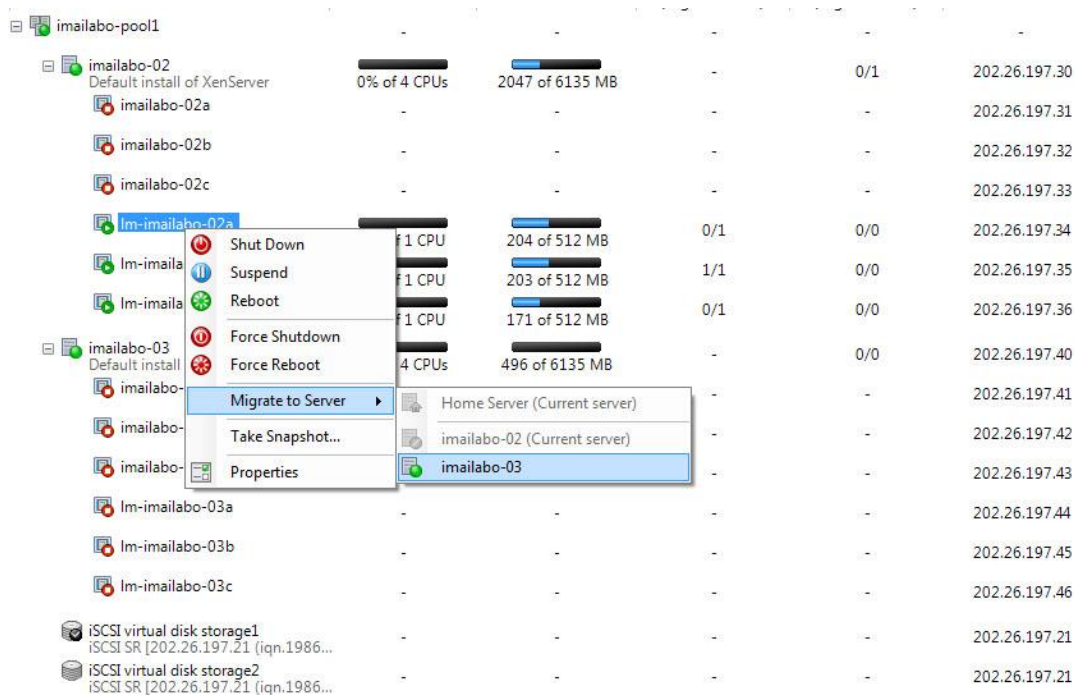 imailabo-pool1 - - - - -
imailabo-02
Default install of XenServer 0% of 4 CPUs 2047 of 6135 MB - 0/1 202.26.197.30
imailabo-02a - - - - 202.26.197.31
imailabo-02b - - - - 202.26.197.32
imailabo-02c - - - - 202.26.197.33
lm-imailabo-02a f 1 CPU 204 of 512 MB 0/1 0/0 202.26.197.34
Shut Down
lm-imaila f 1 CPU 203 of 512 MB 1/1 0/0 202.26.197.35
Suspend
lm-imaila f 1 CPU 171 of 512 MB 0/1 0/0 202.26.197.36
Reboot
Force Shutdown
imailabo-03
Default install 4 CPUs 496 of 6135 MB - 0/0 202.26.197.40
Force Reboot
imailabo- - - 202.26.197.41
Migrate to Server Home Server (Current server)
imailabo- - - 202.26.197.42
Take Snapshot... imailabo-02 (Current server)
imailabo- - - 202.26.197.43
Properties imailabo-03
lm-imailabo-03a - - - - 202.26.197.44
lm-imailabo-03b - - - - 202.26.197.45
lm-imailabo-03c - - - - 202.26.197.46
iSCSI virtual disk storage1
iSCSI SR [202.26.197.21 (iqn.1986... - - - - 202.26.197.21
iSCSI virtual disk storage2
iSCSI SR [202.26.197.21 (iqn.1986... - - - - 202.26.197.21